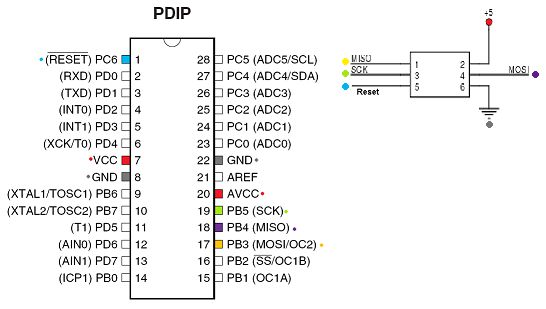 PDIP
(RESET) PC6 1 28 PC5 (ADC5/SCL)
(RXD) PD0 2 27 PC4 (ADC4/SDA)
(TXD) PD1 3 26 PC3 (ADC3)
(INT0) PD2 4 25 PC2 (ADC2)
(INT1) PD3 5 24 PC1 (ADC1)
(XCK/T0) PD4 6 23 PC0 (ADC0)
VCC 7 22 GND
GND 8 21 AREF
(XTAL1/TOSC1) PB6 9 20 AVCC
(XTAL2/TOSC2) PB7 10 19 PB5 (SCK)
(T1) PD5 11 18 PB4 (MISO)
(AIN0) PD6 12 17 PB3 (MOSI/OC2)
(AIN1) PD7 13 16 PB2 (SS/OC1B)
(ICP1) PB0 14 15 PB1 (OC1A)
+5
MISO 1 2
SCK 3 4 MOSI
Reset 5 6